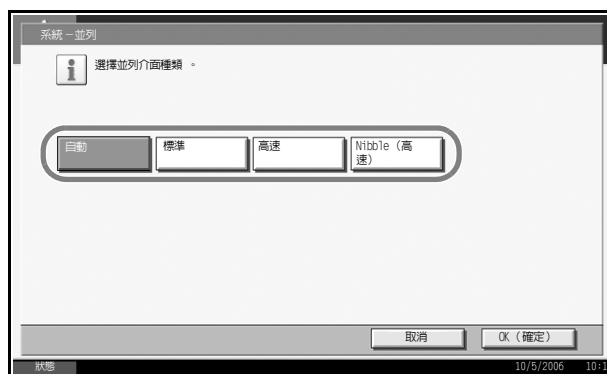 系統－並列
選擇並列介面種類 。
自動
標準
高速
Nibble (高
速)
取消
OK (確定)
狀態
10/5/2006